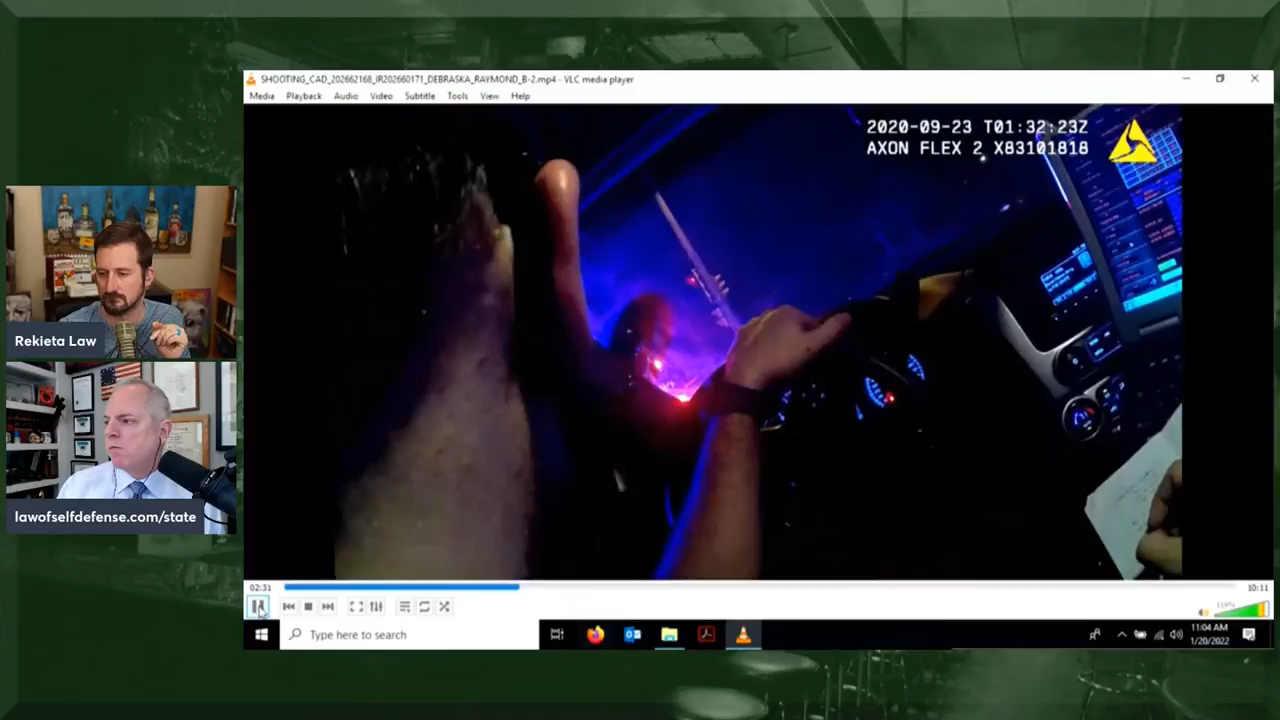 SHOOTING_CAD_202662168_IR202660171_DEBRASKA_RAYMOND_B-2.mp4 - VLC media player
Media Playback Audio Video Subtitle Tools View Help
2020-09-23 T01:32:23Z
AXON FLEX 2 X83101818
Rekieta Law
lawofselfdefense.com/state
02:31
10:11
114%
Type here to search
11:04 AM
1/20/2022